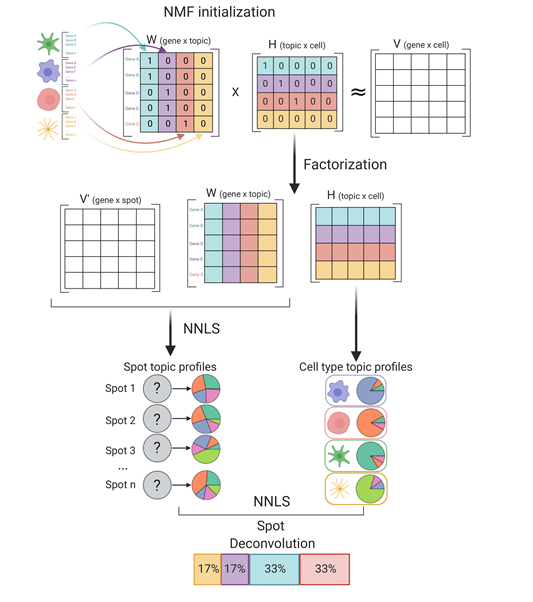 NMF initialization
W (gene x topic)
H (topic x cell)
V (gene x cell)
Gene A 1 0 0 0
Gene B 1 0 0 0
Gene D 0 1 0 0
Gene E 0 1 0 0
Gene G 0 0 1 0
x
1 0 0 0 0
0 1 0 0 0
0 0 1 0 0
0 0 0 0 0
≈
Factorization
V' (gene x spot)
W (gene x topic)
H (topic x cell)
Gene A
Gene B
Gene D
Gene E
Gene G
NNLS
Spot topic profiles
Cell type topic profiles
Spot 1 ?
Spot 2 ?
Spot 3 ?
...
Spot n ?
NNLS
Spot
Deconvolution
17% 17% 33% 33%